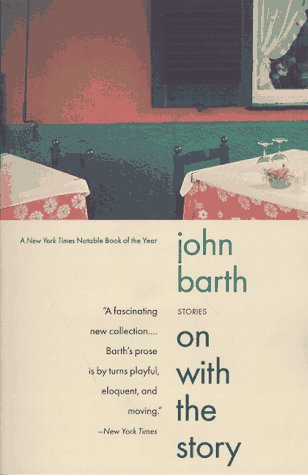 A New York Times Notable Book of the Year
john
barth
STORIES
"A fascinating
new collection....
Barth's prose
is by turns playful,
eloquent, and
moving."
—New York Times
on
with
the
story